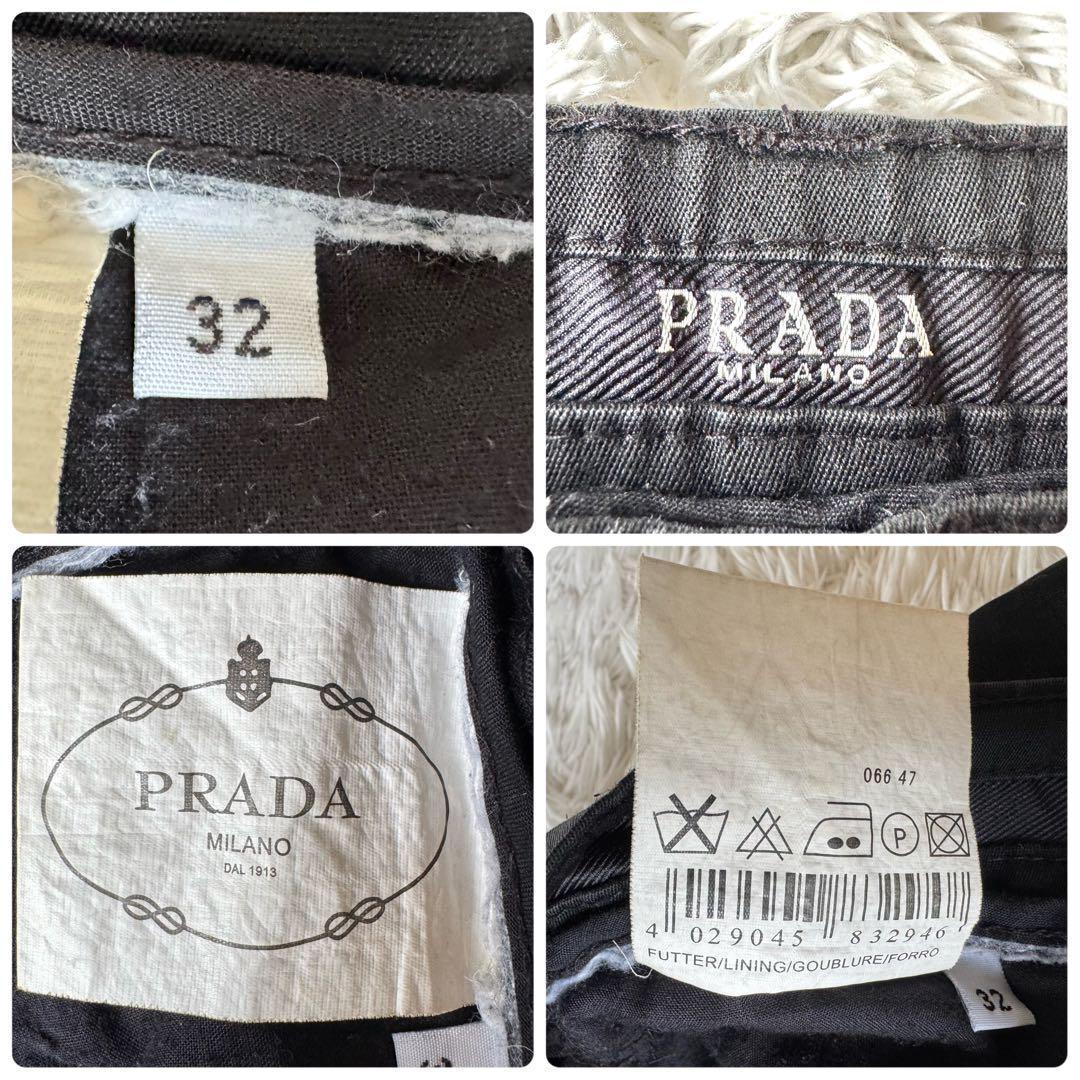 32
PRADA
MILANO
PRADA
MILANO
DAL 1913
066 47
P
4 029045 832946
FUTTER/LINING/GOUBLURE/FORRO
32